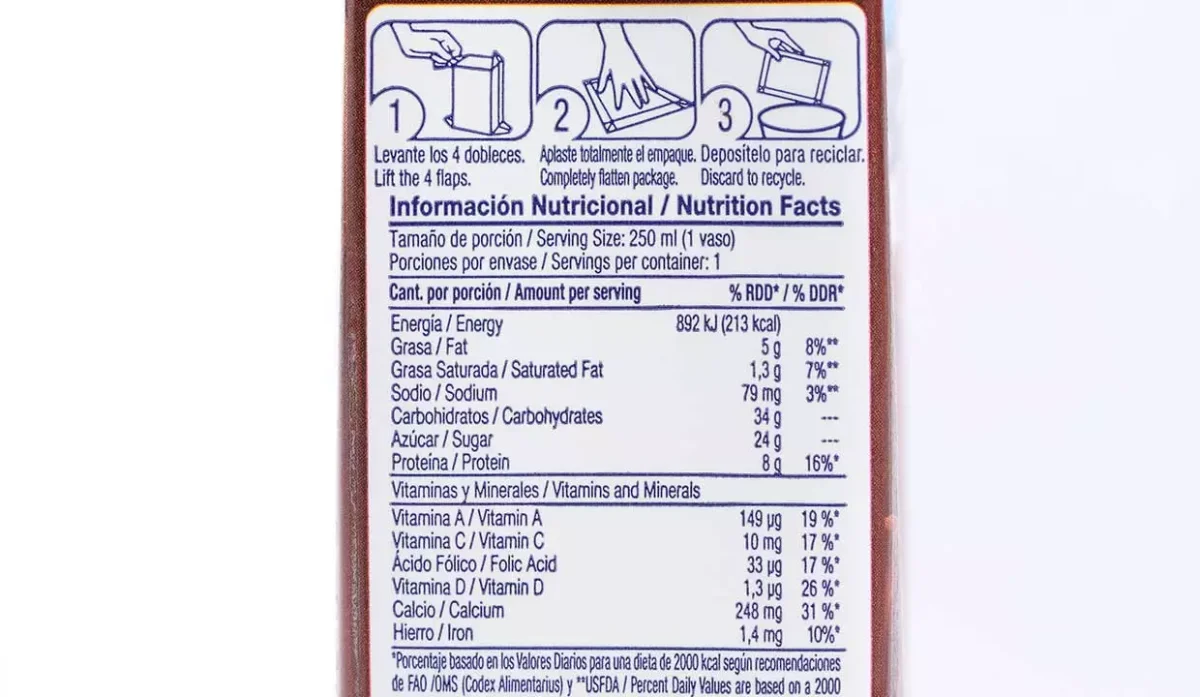 1 2 3
Levante los 4 dobleces. Aplaste totalmente el empaque. Deposítelo para reciclar.
Lift the 4 flaps. Completely flatten package. Discard to recycle.
Información Nutricional / Nutrition Facts
Tamaño de porción / Serving Size: 250 ml (1 vaso)
Porciones por envase / Servings per container: 1
Cant. por porción / Amount per serving % RDD* / % DDR*
Energía / Energy 892 kJ (213 kcal)
Grasa / Fat 5 g 8%**
Grasa Saturada / Saturated Fat 1,3 g 7%**
Sodio / Sodium 79 mg 3%**
Carbohidratos / Carbohydrates 34 g ---
Azúcar / Sugar 24 g ---
Proteína / Protein 8 g 16%*
Vitaminas y Minerales / Vitamins and Minerals
Vitamina A / Vitamin A 149 µg 19 %*
Vitamina C / Vitamin C 10 mg 17 %*
Ácido Fólico / Folic Acid 33 µg 17 %*
Vitamina D / Vitamin D 1,3 µg 26 %*
Calcio / Calcium 248 mg 31 %*
Hierro / Iron 1,4 mg 10%*
*Porcentaje basado en los Valores Diarios para una dieta de 2000 kcal según recomendaciones
de FAO /OMS (Codex Alimentarius) y **USFDA / Percent Daily Values are based on a 2000